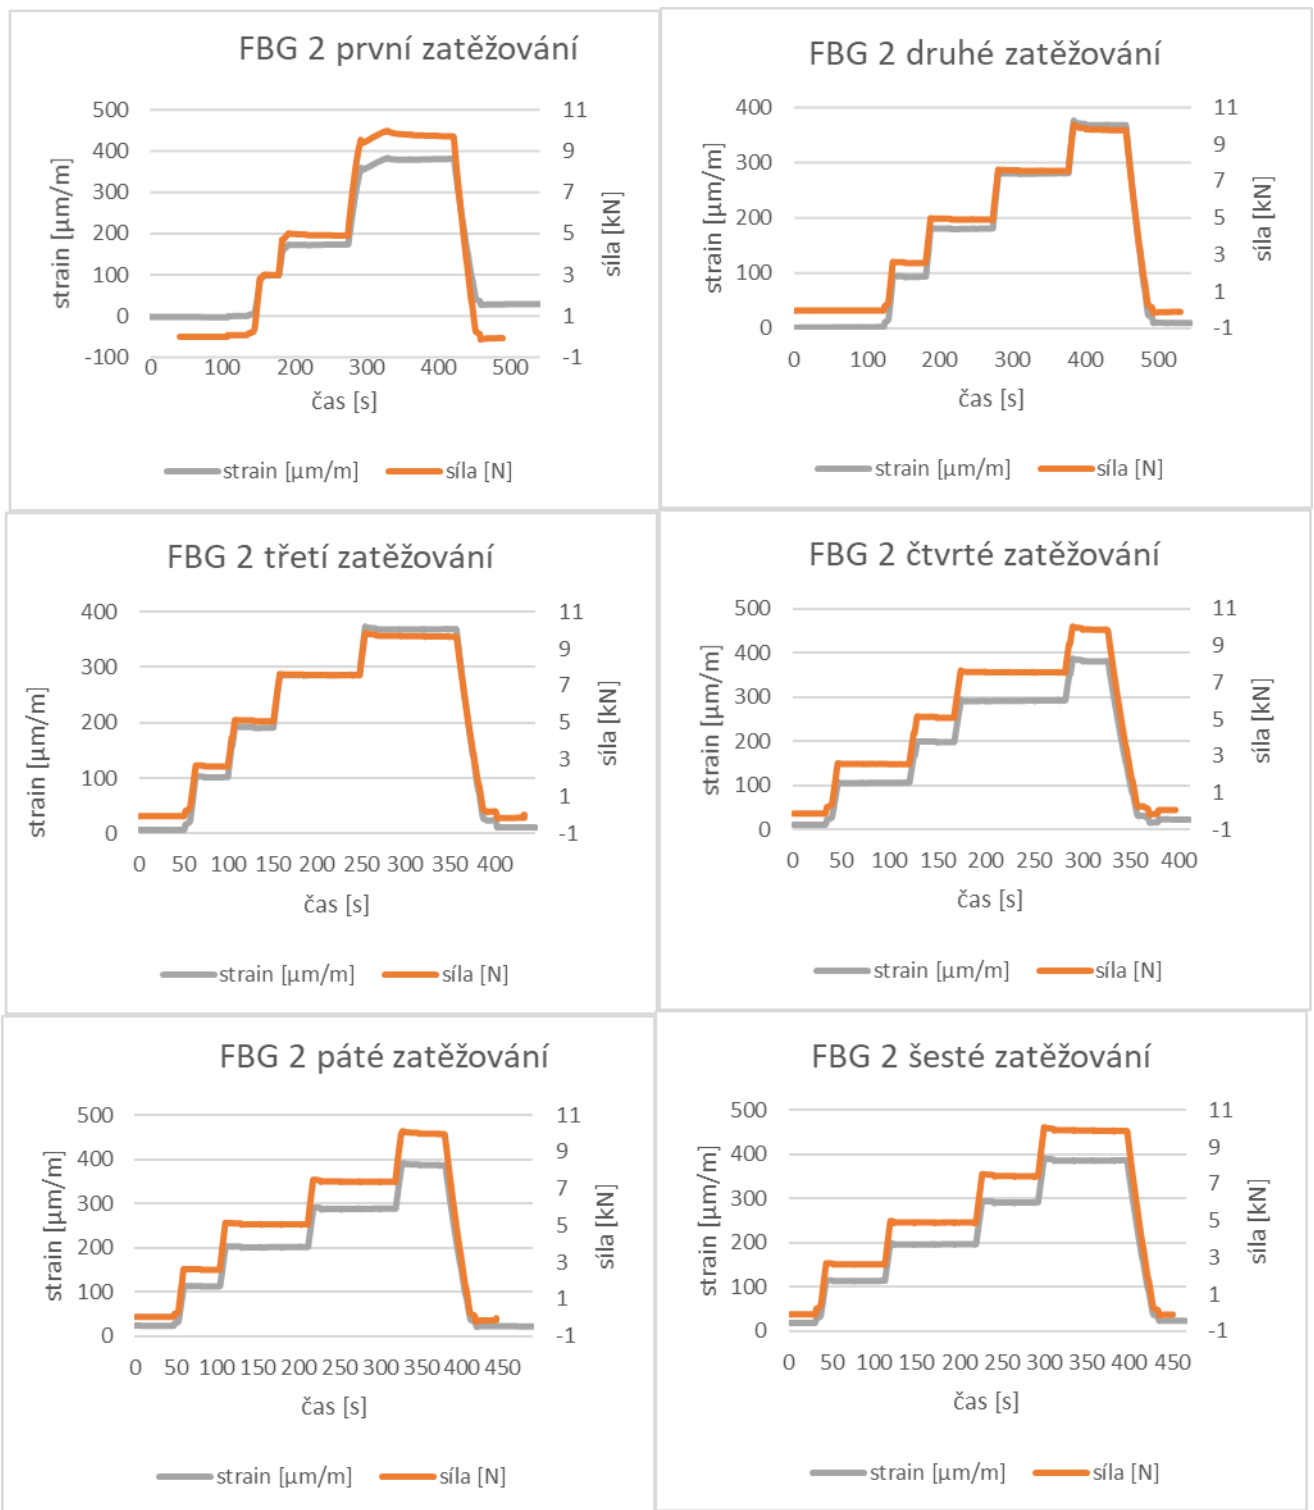 FBG 2 první zatěžování
500
400
300
200
100
0
-100
11
9
7
5
3
1
-1
strain [µm/m]
síla [kN]
0 100 200 300 400 500
čas [s]
strain [µm/m] síla [N]
FBG 2 druhé zatěžování
400
300
200
100
0
11
9
7
5
3
1
-1
strain [µm/m]
síla [kN]
0 100 200 300 400 500
čas [s]
strain [µm/m] síla [N]
FBG 2 třetí zatěžování
400
300
200
100
0
11
9
7
5
3
1
-1
strain [µm/m]
síla [kN]
0 50 100 150 200 250 300 350 400
čas [s]
strain [µm/m] síla [N]
FBG 2 čtvrté zatěžování
500
400
300
200
100
0
11
9
7
5
3
1
-1
strain [µm/m]
síla [kN]
0 50 100 150 200 250 300 350 400
čas [s]
strain [µm/m] síla [N]
FBG 2 páté zatěžování
500
400
300
200
100
0
11
9
7
5
3
1
-1
strain [µm/m]
síla [kN]
0 50 100 150 200 250 300 350 400 450
čas [s]
strain [µm/m] síla [N]
FBG 2 šesté zatěžování
500
400
300
200
100
0
11
9
7
5
3
1
-1
strain [µm/m]
síla [kN]
0 50 100 150 200 250 300 350 400 450
čas [s]
strain [µm/m] síla [N]